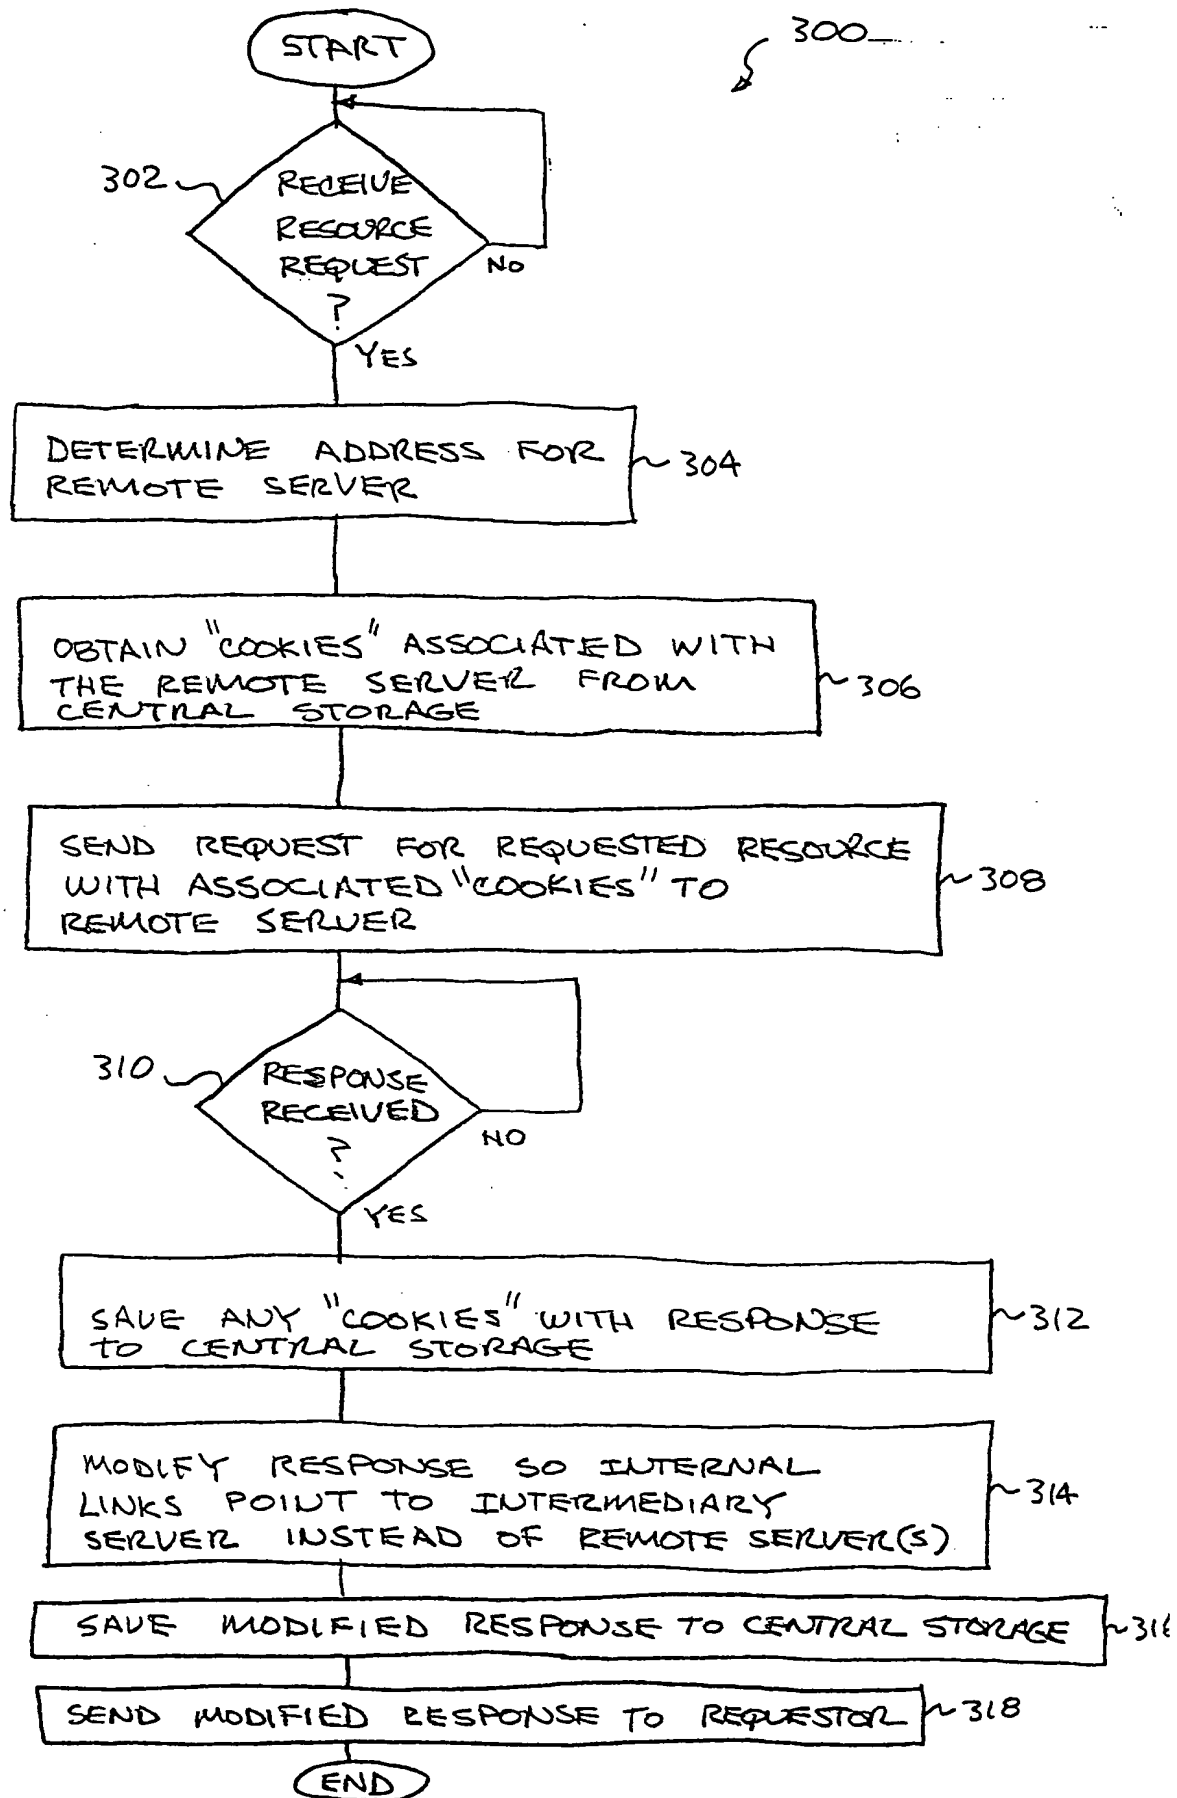 START
300
302
RECEIVE
RESOURCE
REQUEST
?
NO
YES
DETERMINE ADDRESS FOR
REMOTE SERVER
304
OBTAIN "COOKIES" ASSOCIATED WITH
THE REMOTE SERVER FROM
CENTRAL STORAGE
306
SEND REQUEST FOR REQUESTED RESOURCE
WITH ASSOCIATED "COOKIES" TO
REMOTE SERVER
308
310
RESPONSE
RECEIVED
?
NO
YES
SAVE ANY "COOKIES" WITH RESPONSE
TO CENTRAL STORAGE
312
MODIFY RESPONSE SO INTERNAL
LINKS POINT TO INTERMEDIARY
SERVER INSTEAD OF REMOTE SERVER(S)
314
SAVE MODIFIED RESPONSE TO CENTRAL STORAGE
SEND MODIFIED RESPONSE TO REQUESTOR
318
END